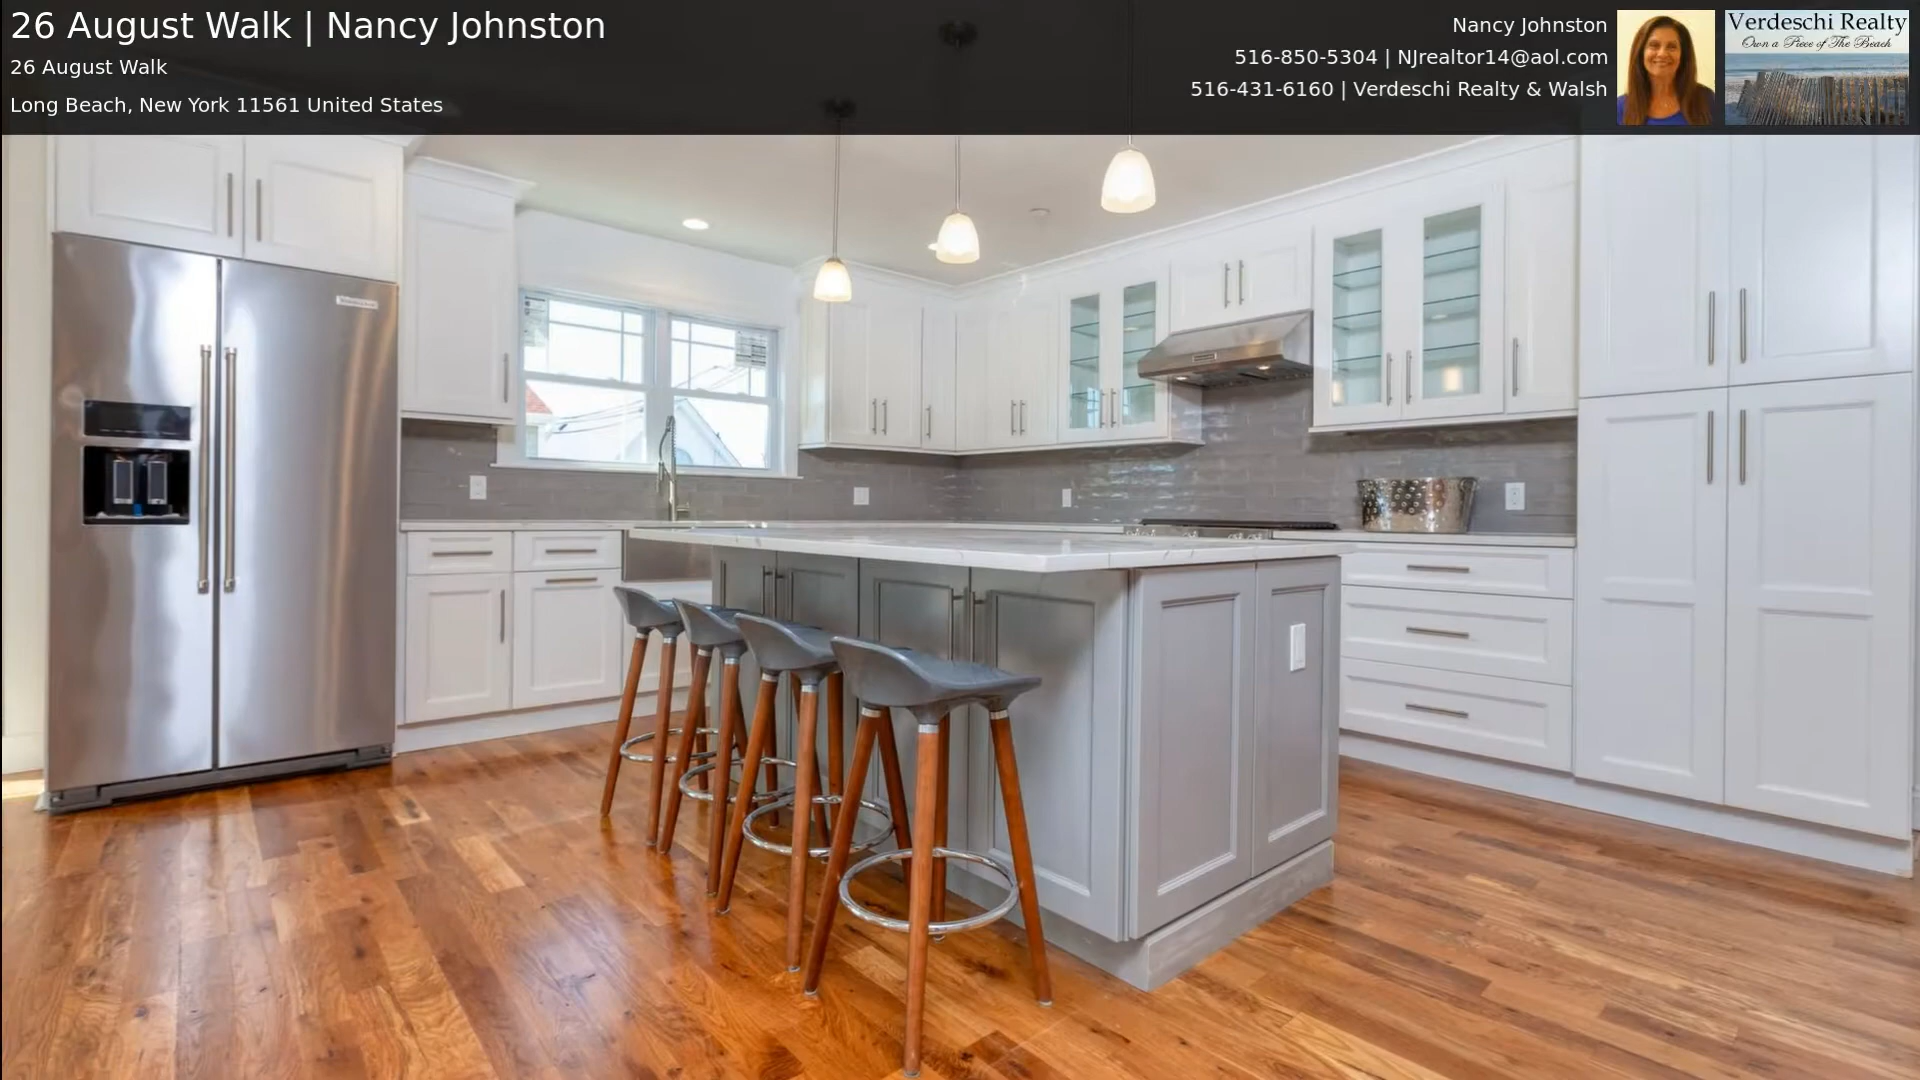 26 August Walk | Nancy Johnston
26 August Walk
Long Beach, New York 11561 United States
Nancy Johnston
516-850-5304 | NJrealtor14@aol.com
516-431-6160 | Verdeschi Realty & Walsh
Verdeschi Realty
Own a Piece of The Beach